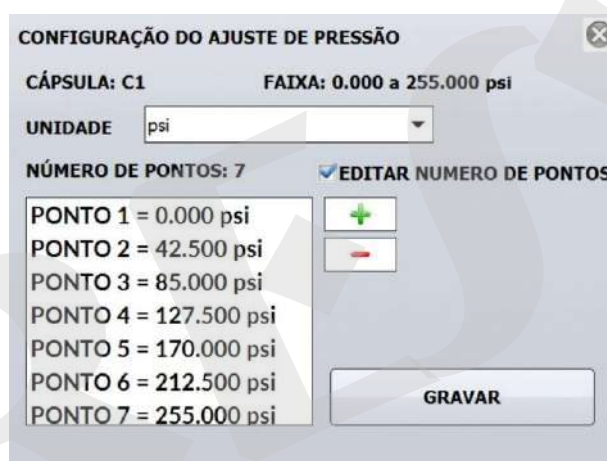 CONFIGURAÇÃO DO AJUSTE DE PRESSÃO
CÁPSULA: C1 FAIXA: 0.000 a 255.000 psi
UNIDADE psi
NÚMERO DE PONTOS: 7 EDITAR NUMERO DE PONTOS
PONTO 1 = 0.000 psi
PONTO 2 = 42.500 psi
PONTO 3 = 85.000 psi
PONTO 4 = 127.500 psi
PONTO 5 = 170.000 psi
PONTO 6 = 212.500 psi
PONTO 7 = 255.000 psi
GRAVAR